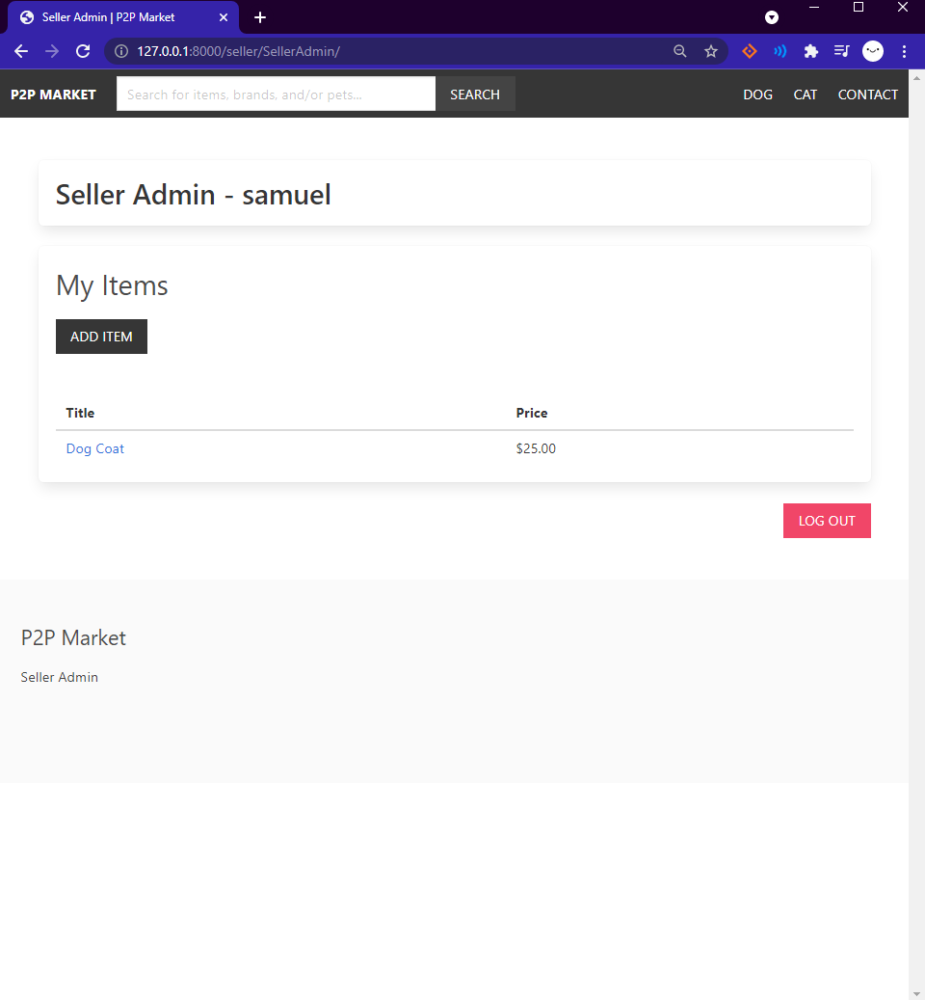 Seller Admin | P2P Market
127.0.0.1:8000/seller/SellerAdmin/
P2P MARKET
Search for items, brands, and/or pets...
SEARCH
DOG
CAT
CONTACT
Seller Admin - samuel
My Items
ADD ITEM
Title Price
Dog Coat $25.00
LOG OUT
P2P Market
Seller Admin